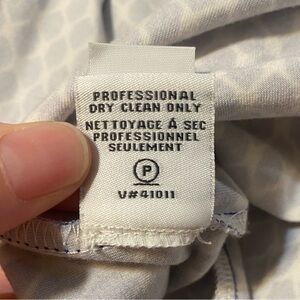 PROFESSIONAL
DRY CLEAN ONLY
NETTOYAGE À SEC
PROFESSIONNEL
SEULEMENT
P
V#41011